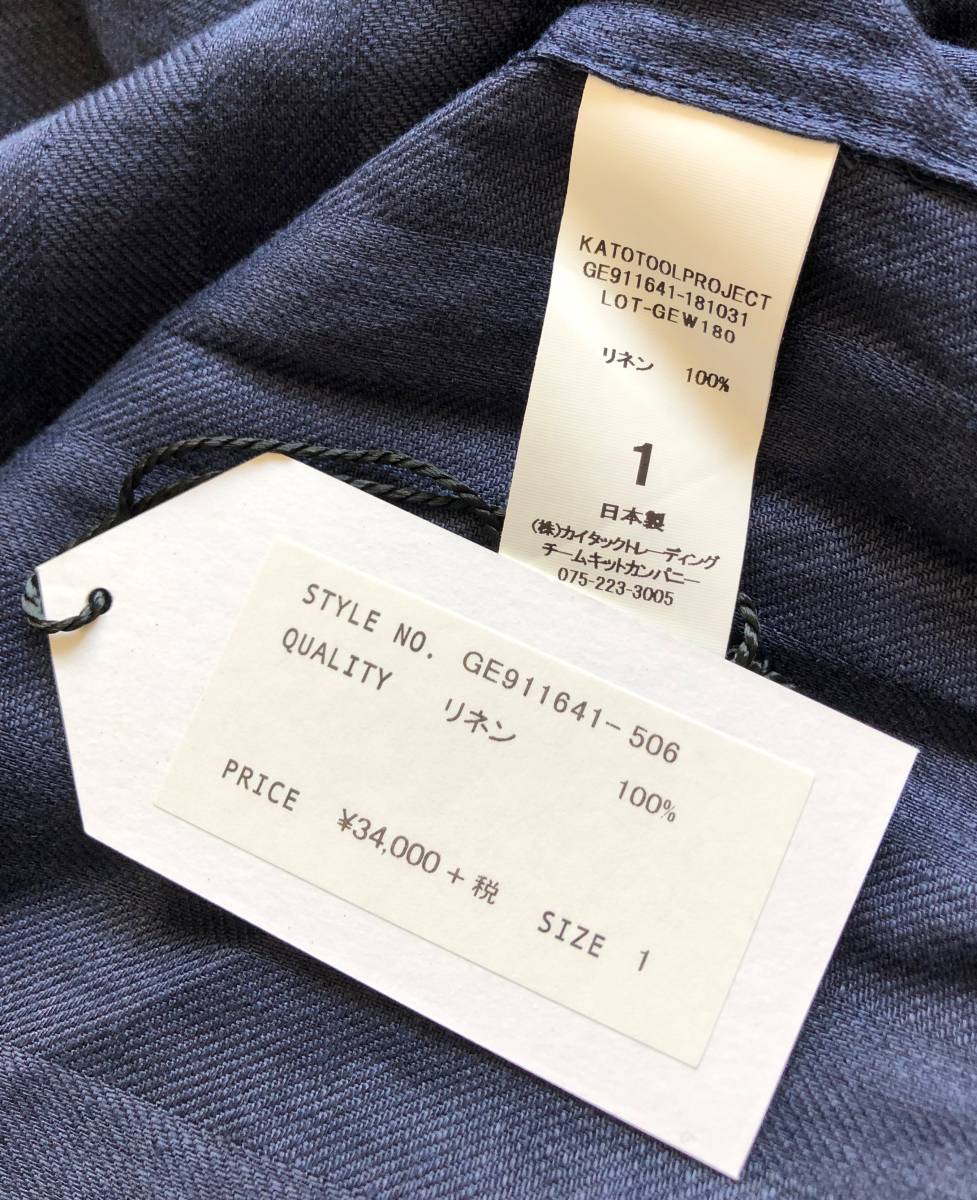 KATOTOOLPROJECT
GE911641-181031
LOT-GEW180
リネン 100%
1
日本製
(株)カイタックトレーディング
チームキットカンパニー
075-223-3005
STYLE NO. GE911641-506
QUALITY リネン 100%
PRICE ¥34,000+税 SIZE 1